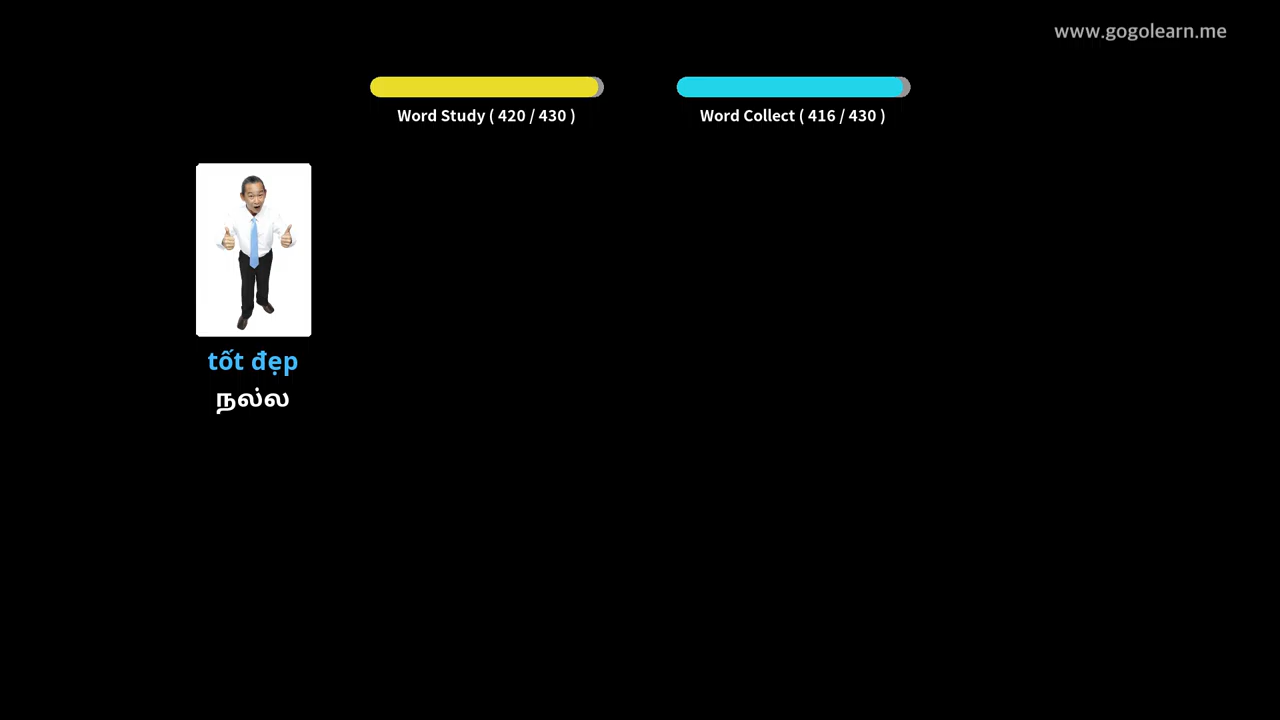 www.gogolearn.me
Word Study ( 420 / 430 )
Word Collect ( 416 / 430 )
tốt đẹp
நல்ல